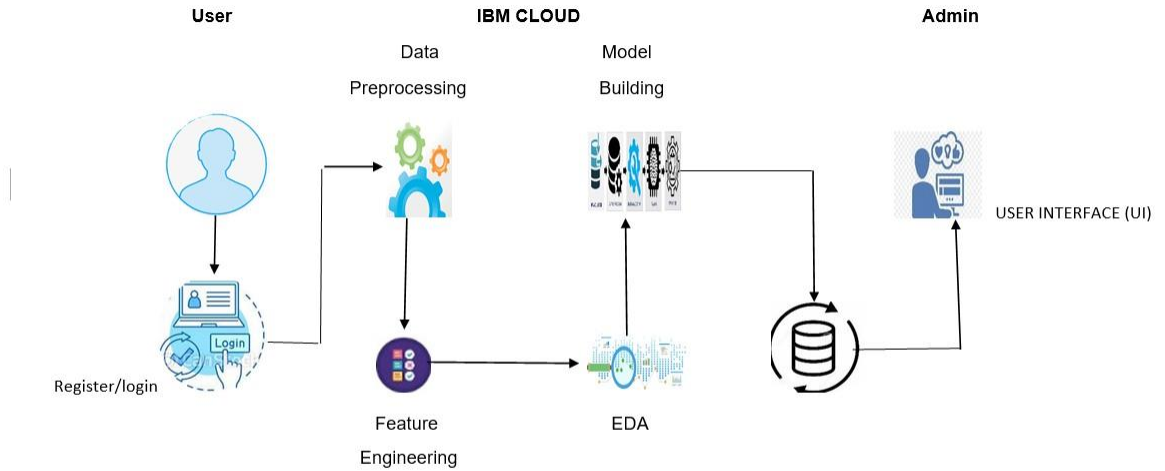 User
IBM CLOUD
Admin
Data
Preprocessing
Model
Building
USER INTERFACE (UI)
Login
Register/login
Feature
Engineering
EDA